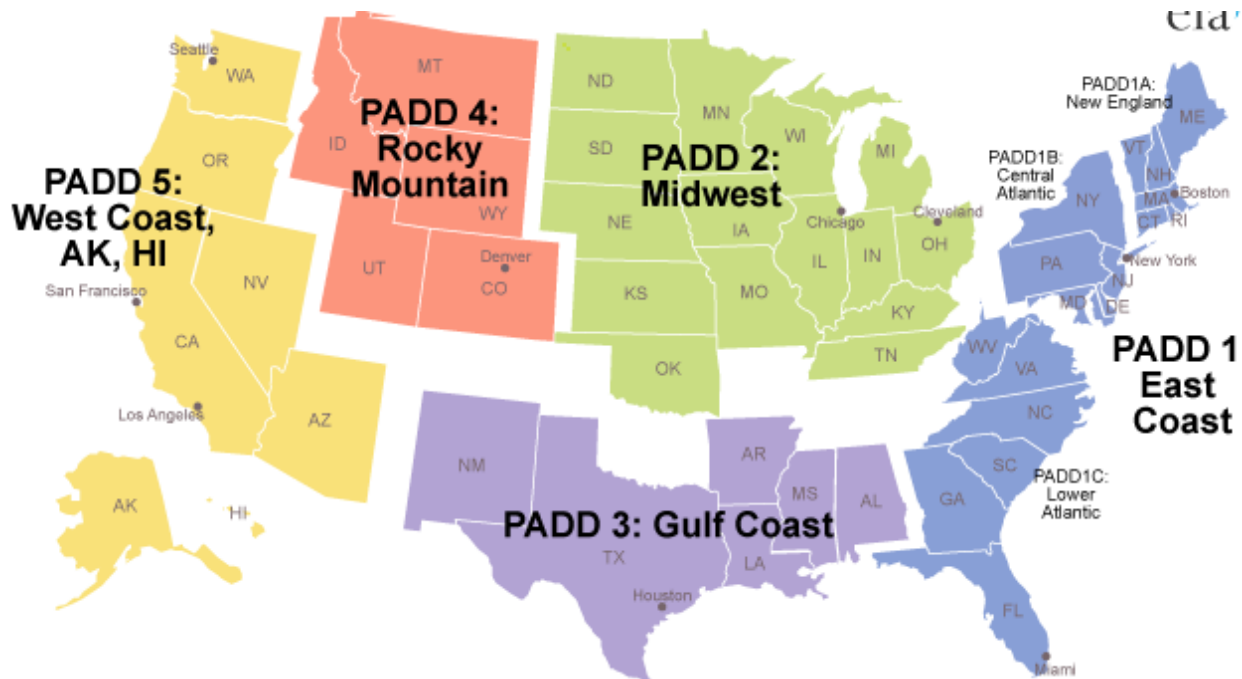 eia
Seattle
WA
MT
ND
MN
PADD1A:
New England
ME
PADD 4:
Rocky
Mountain
OR
ID
SD
WI
MI
PADD 2:
Midwest
PADD1B:
Central
Atlantic
VT
NH
MA
Boston
NY
CT
RI
PADD 5:
West Coast,
AK, HI
WY
NE
IA
Chicago
Cleveland
NV
UT
Denver
CO
IL
IN
OH
PA
New York
NJ
San Francisco
KS
MO
KY
MD
DE
CA
TN
WV
VA
PADD 1
East
Coast
OK
NC
Los Angeles
AZ
NM
AR
SC
PADD1C:
Lower
Atlantic
AK
HI
MS
AL
GA
PADD 3: Gulf Coast
TX
LA
Houston
FL
Miami